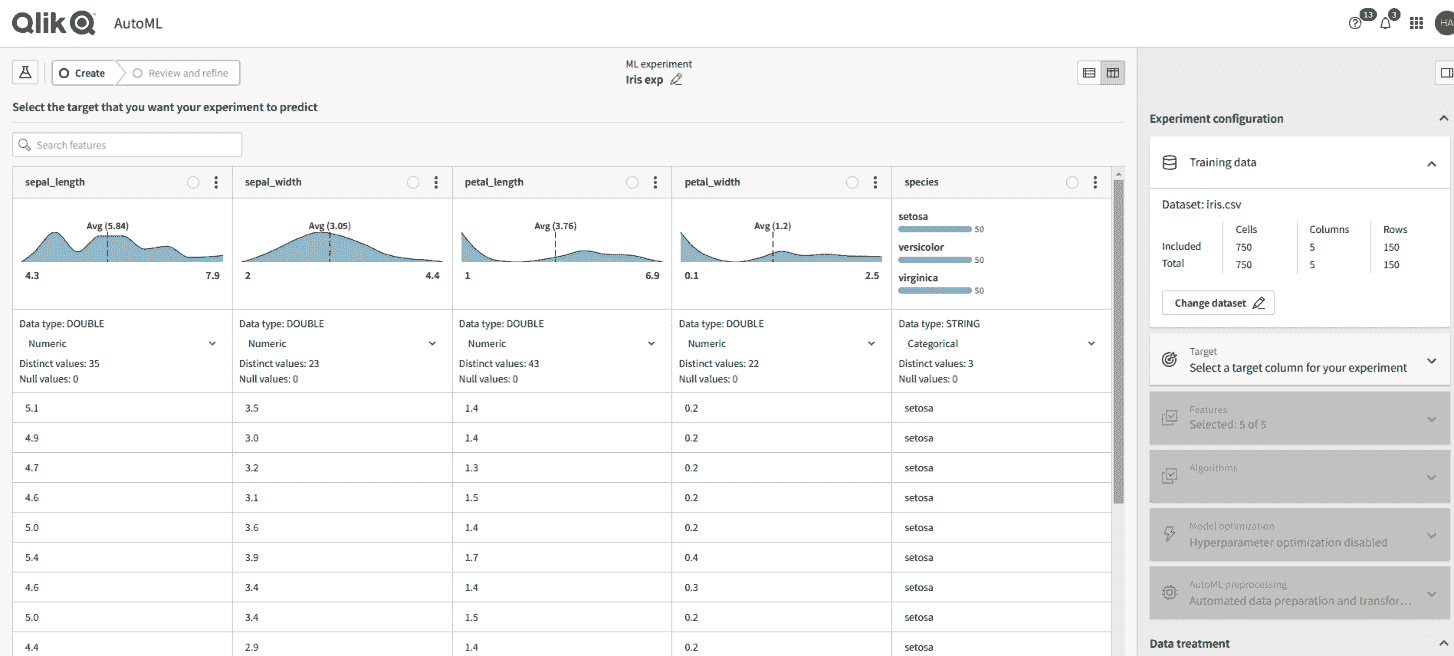 Qlik AutoML
13 3 HA
Create Review and refine
ML experiment
Iris exp
Select the target that you want your experiment to predict
Search features
sepal_length sepal_width petal_length petal_width species
Avg (5.84) Avg (3.05) Avg (3.76) Avg (1.2)
4.3 7.9 2 4.4 1 6.9 0.1 2.5
setosa 50
versicolor 50
virginica 50
Data type: DOUBLE Data type: DOUBLE Data type: DOUBLE Data type: DOUBLE Data type: STRING
Numeric Numeric Numeric Numeric Categorical
Distinct values: 35 Distinct values: 23 Distinct values: 43 Distinct values: 22 Distinct values: 3
Null values: 0 Null values: 0 Null values: 0 Null values: 0 Null values: 0
5.1 3.5 1.4 0.2 setosa
4.9 3.0 1.4 0.2 setosa
4.7 3.2 1.3 0.2 setosa
4.6 3.1 1.5 0.2 setosa
5.0 3.6 1.4 0.2 setosa
5.4 3.9 1.7 0.4 setosa
4.6 3.4 1.4 0.3 setosa
5.0 3.4 1.5 0.2 setosa
4.4 2.9 1.4 0.2 setosa
Experiment configuration
Training data
Dataset: iris.csv
Cells Columns Rows
Included 750 5 150
Total 750 5 150
Change dataset
Target
Select a target column for your experiment
Features
Selected: 5 of 5
Algorithms
Model optimization
Hyperparameter optimization disabled
AutoML preprocessing
Automated data preparation and transfor...
Data treatment